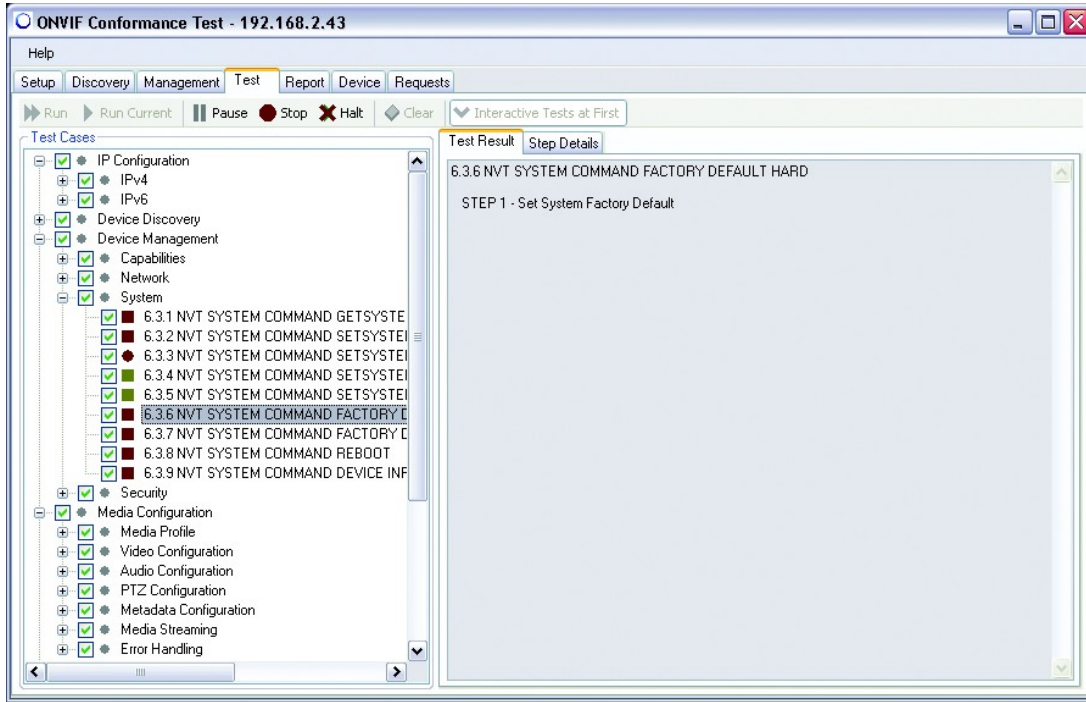 ONVIF Conformance Test - 192.168.2.43
Help
Setup Discovery Management Test Report Device Requests
Run Run Current Pause Stop Halt Clear Interactive Tests at First
Test Cases
IP Configuration
IPv4
IPv6
Device Discovery
Device Management
Capabilities
Network
System
6.3.1 NVT SYSTEM COMMAND GETSYSTE
6.3.2 NVT SYSTEM COMMAND SETSYSTEI
6.3.3 NVT SYSTEM COMMAND SETSYSTEI
6.3.4 NVT SYSTEM COMMAND SETSYSTEI
6.3.5 NVT SYSTEM COMMAND SETSYSTEI
6.3.6 NVT SYSTEM COMMAND FACTORY D
6.3.7 NVT SYSTEM COMMAND FACTORY D
6.3.8 NVT SYSTEM COMMAND REBOOT
6.3.9 NVT SYSTEM COMMAND DEVICE INF
Security
Media Configuration
Media Profile
Video Configuration
Audio Configuration
PTZ Configuration
Metadata Configuration
Media Streaming
Error Handling
Test Result Step Details
6.3.6 NVT SYSTEM COMMAND FACTORY DEFAULT HARD
STEP 1 - Set System Factory Default